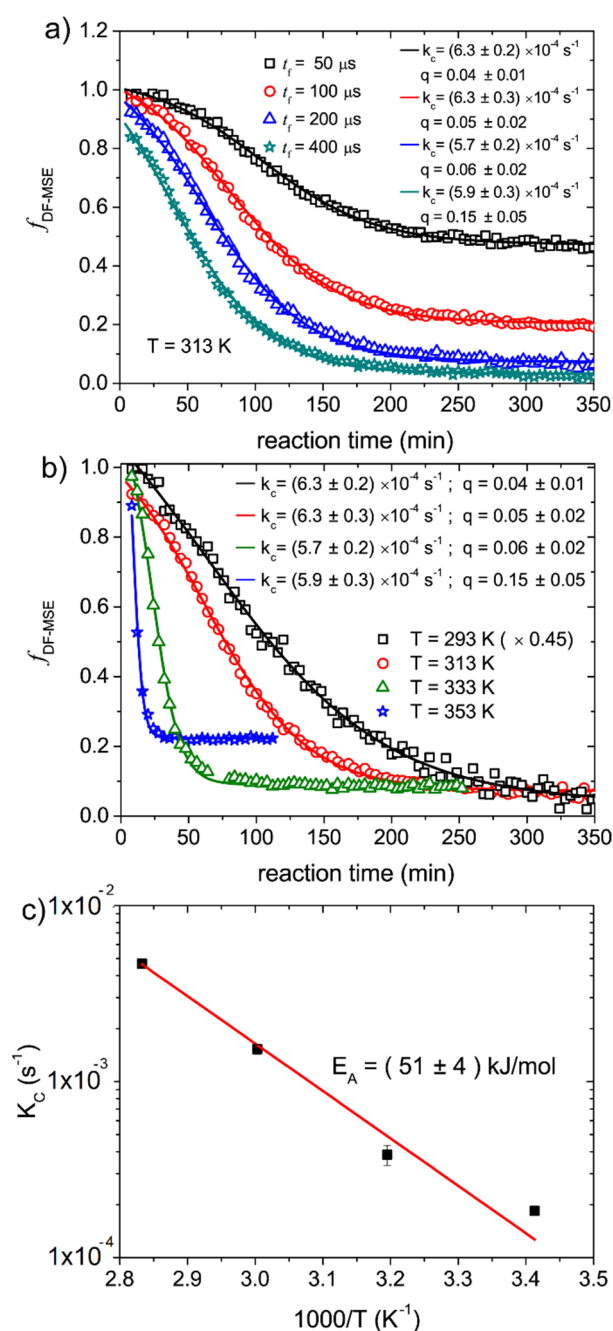 a)
1.2
1.0
0.8
0.6
0.4
0.2
0.0
f DF-MSE
t_f = 50 µs
t_f = 100 µs
t_f = 200 µs
t_f = 400 µs
k_c = (6.3 ± 0.2) ×10⁻⁴ s⁻¹
q = 0.04 ± 0.01
k_c = (6.3 ± 0.3) ×10⁻⁴ s⁻¹
q = 0.05 ± 0.02
k_c = (5.7 ± 0.2) ×10⁻⁴ s⁻¹
q = 0.06 ± 0.02
k_c = (5.9 ± 0.3) ×10⁻⁴ s⁻¹
q = 0.15 ± 0.05
T = 313 K
0 50 100 150 200 250 300 350
reaction time (min)
b)
1.0
0.8
0.6
0.4
0.2
0.0
f DF-MSE
k_c = (6.3 ± 0.2) ×10⁻⁴ s⁻¹ ; q = 0.04 ± 0.01
k_c = (6.3 ± 0.3) ×10⁻⁴ s⁻¹ ; q = 0.05 ± 0.02
k_c = (5.7 ± 0.2) ×10⁻⁴ s⁻¹ ; q = 0.06 ± 0.02
k_c = (5.9 ± 0.3) ×10⁻⁴ s⁻¹ ; q = 0.15 ± 0.05
T = 293 K ( × 0.45)
T = 313 K
T = 333 K
T = 353 K
0 50 100 150 200 250 300 350
reaction time (min)
c)
1x10⁻²
1x10⁻³
1x10⁻⁴
K_C (s⁻¹)
E_A = ( 51 ± 4 ) kJ/mol
2.8 2.9 3.0 3.1 3.2 3.3 3.4 3.5
1000/T (K⁻¹)